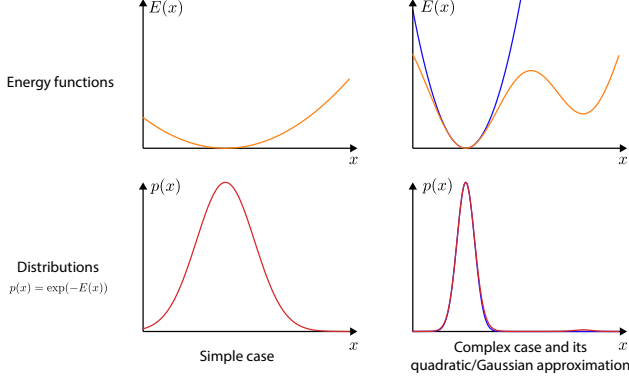 E(x)
E(x)
Energy functions
x
x
p(x)
p(x)
Distributions
p(x) = exp(−E(x))
x
x
Simple case
Complex case and its
quadratic/Gaussian approximation